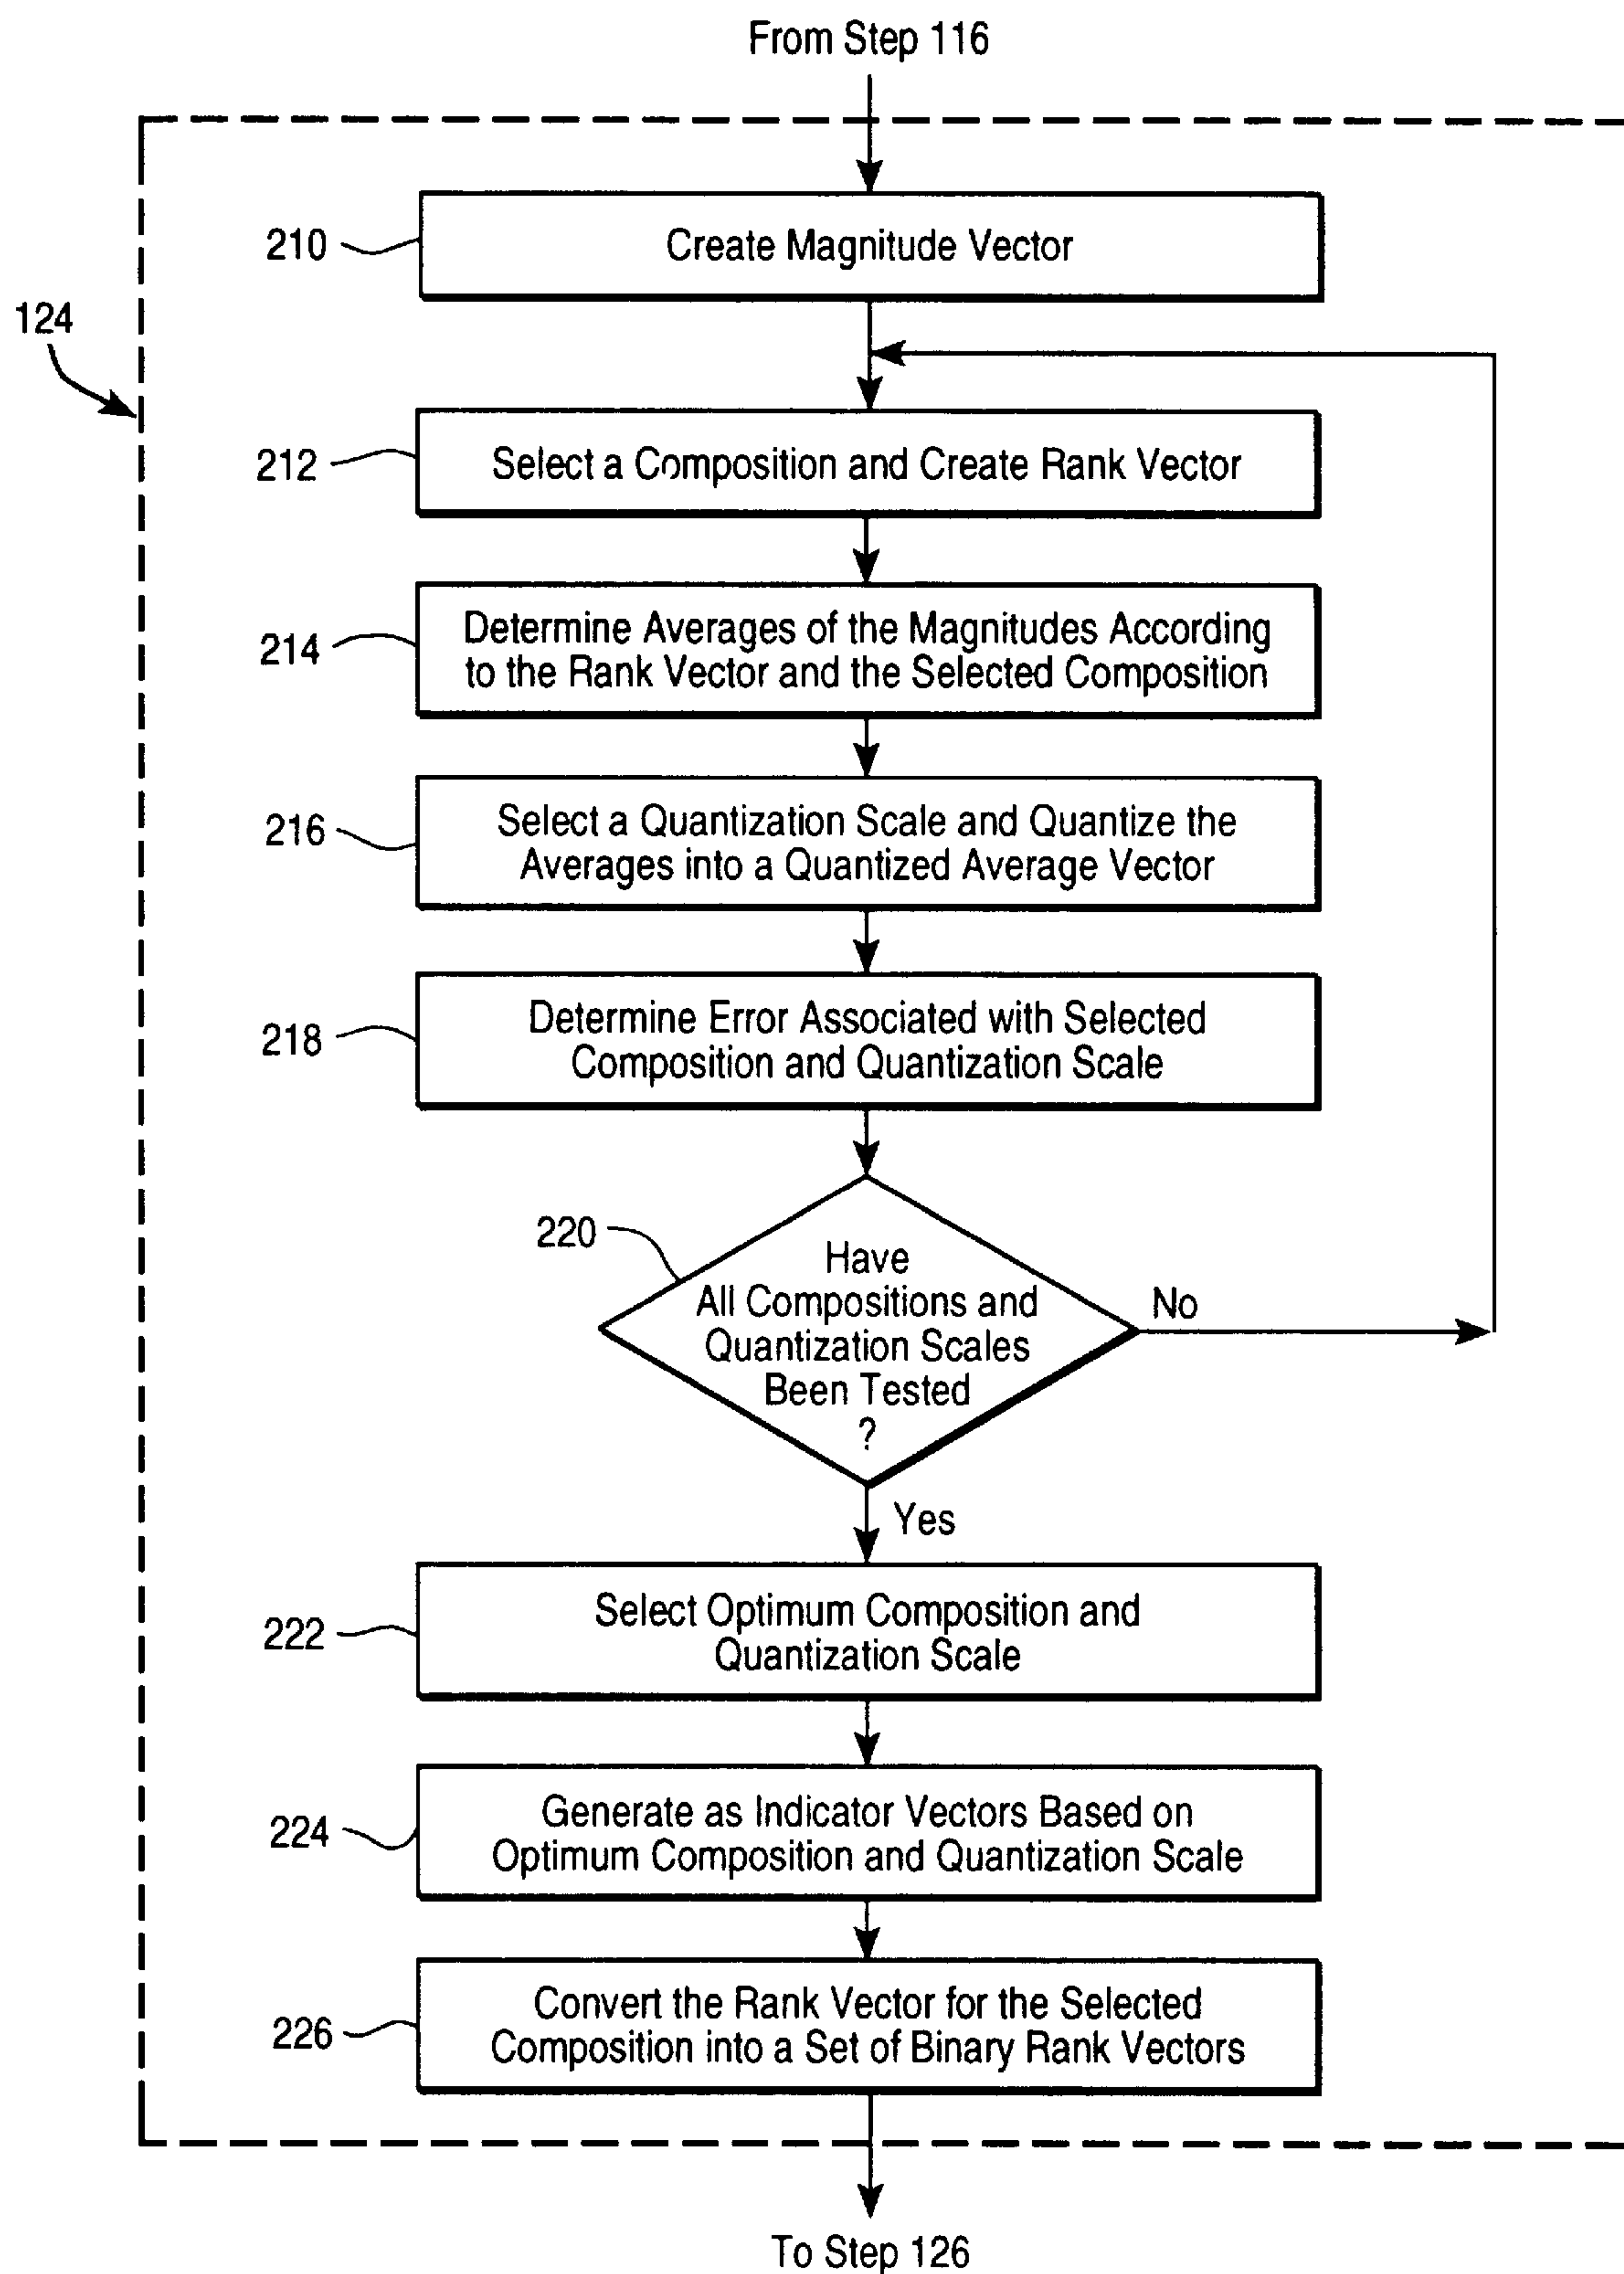 From Step 116
210
Create Magnitude Vector
124
212
Select a Composition and Create Rank Vector
214
Determine Averages of the Magnitudes According
to the Rank Vector and the Selected Composition
216
Select a Quantization Scale and Quantize the
Averages into a Quantized Average Vector
218
Determine Error Associated with Selected
Composition and Quantization Scale
220
Have
All Compositions and
Quantization Scales
Been Tested
?
No
Yes
222
Select Optimum Composition and
Quantization Scale
224
Generate as Indicator Vectors Based on
Optimum Composition and Quantization Scale
226
Convert the Rank Vector for the Selected
Composition into a Set of Binary Rank Vectors
To Step 126